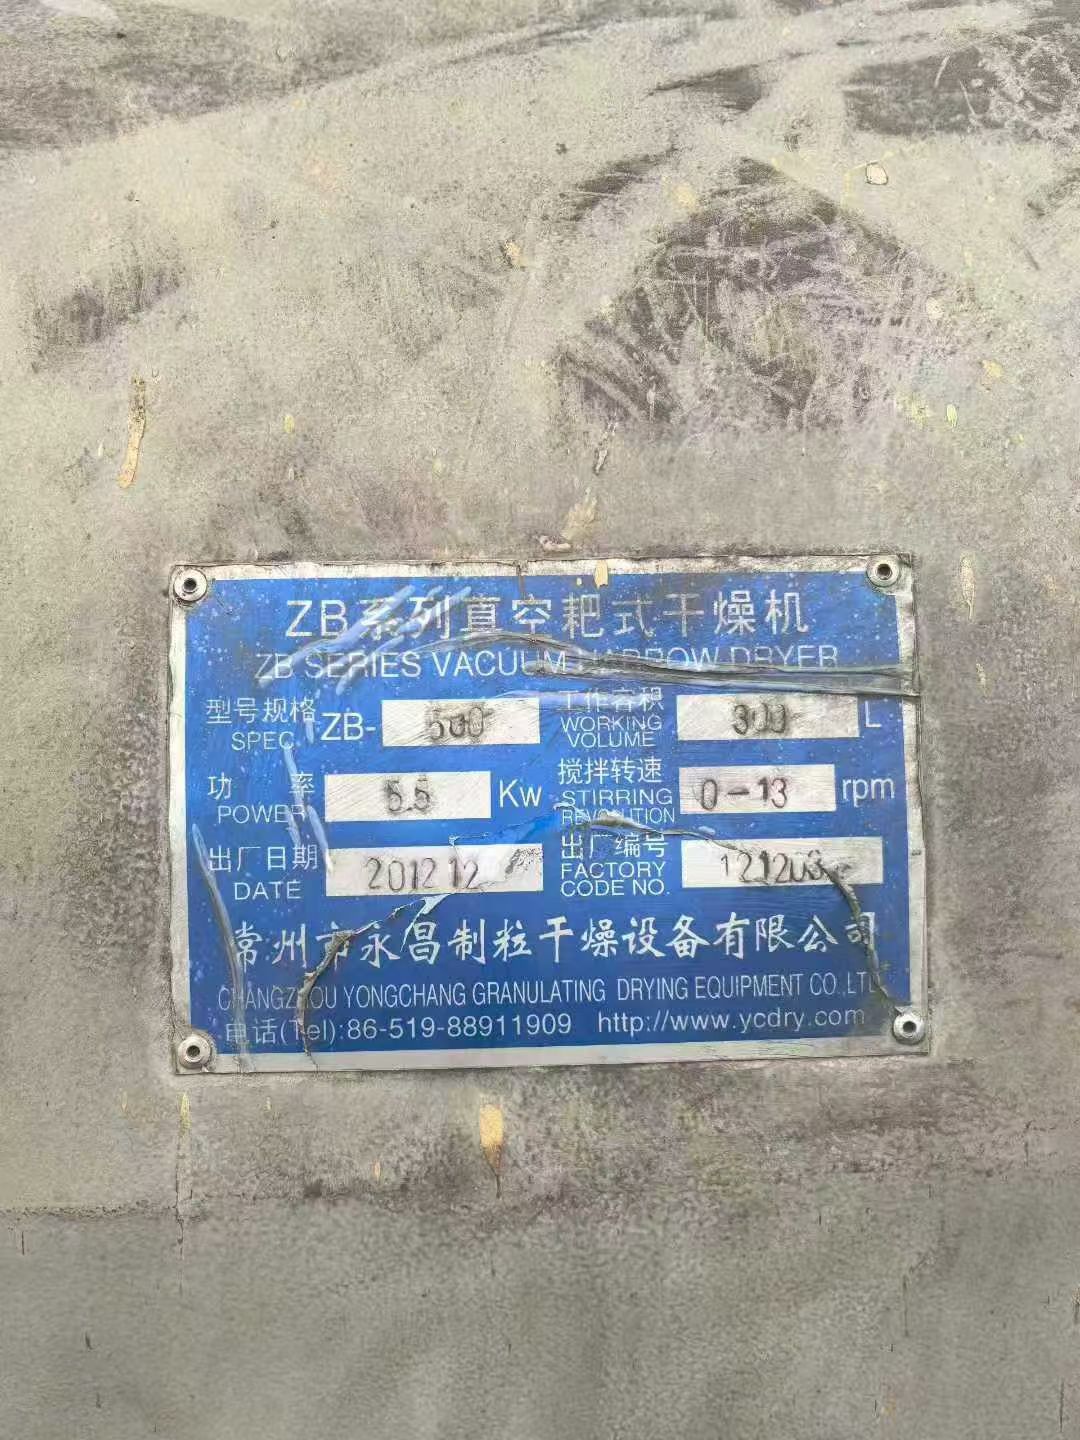 ZB系列真空耙式干燥机
ZB SERIES VACUUM HARROW DRYER
型号规格 SPEC ZB-500
工作容积 WORKING VOLUME 300 L
功率 POWER 5.5 Kw
搅拌转速 STIRRING REVOLUTION 0-13 rpm
出厂日期 DATE 201212
出厂编号 FACTORY CODE NO. 121203
常州市永昌制粒干燥设备有限公司
CHANGZHOU YONGCHANG GRANULATING DRYING EQUIPMENT CO.,LTD
电话(Tel):86-519-88911909 http://www.ycdry.com